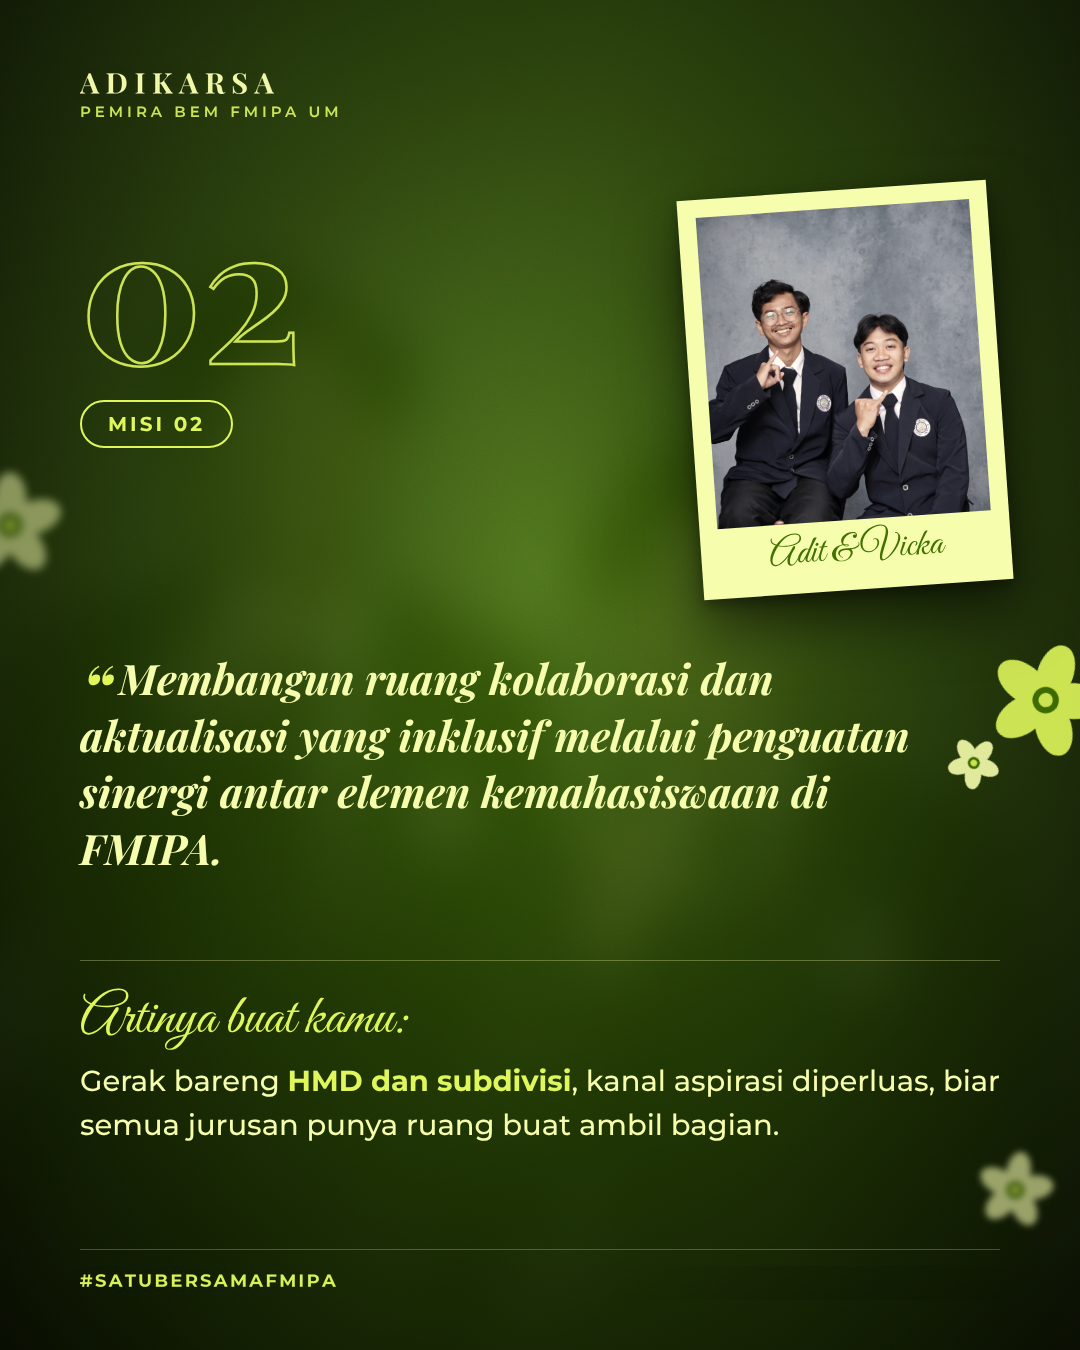 ADIKARSA
PEMIRA BEM FMIPA UM
02
MISI 02
Adit & Vicka
“Membangun ruang kolaborasi dan
aktualisasi yang inklusif melalui penguatan
sinergi antar elemen kemahasiswaan di
FMIPA.
Artinya buat kamu:
Gerak bareng HMD dan subdivisi, kanal aspirasi diperluas, biar
semua jurusan punya ruang buat ambil bagian.
#SATUBERSAMAFMIPA